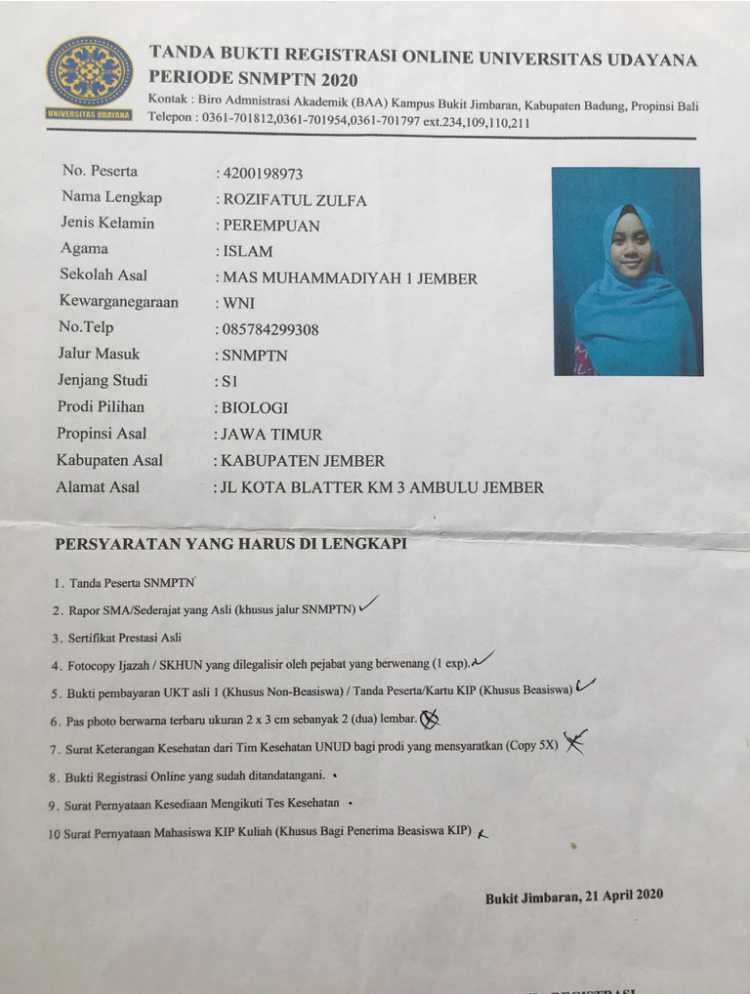 UNIVERSITAS UDAYANA
TANDA BUKTI REGISTRASI ONLINE UNIVERSITAS UDAYANA
PERIODE SNMPTN 2020
Kontak : Biro Admnistrasi Akademik (BAA) Kampus Bukit Jimbaran, Kabupaten Badung, Propinsi Bali
Telepon : 0361-701812,0361-701954,0361-701797 ext.234,109,110,211
No. Peserta : 4200198973
Nama Lengkap : ROZIFATUL ZULFA
Jenis Kelamin : PEREMPUAN
Agama : ISLAM
Sekolah Asal : MAS MUHAMMADIYAH 1 JEMBER
Kewarganegaraan : WNI
No.Telp : 085784299308
Jalur Masuk : SNMPTN
Jenjang Studi : S1
Prodi Pilihan : BIOLOGI
Propinsi Asal : JAWA TIMUR
Kabupaten Asal : KABUPATEN JEMBER
Alamat Asal : JL KOTA BLATTER KM 3 AMBULU JEMBER
PERSYARATAN YANG HARUS DI LENGKAPI
1. Tanda Peserta SNMPTN
2. Rapor SMA/Sederajat yang Asli (khusus jalur SNMPTN)
3. Sertifikat Prestasi Asli
4. Fotocopy Ijazah / SKHUN yang dilegalisir oleh pejabat yang berwenang (1 exp).
5. Bukti pembayaran UKT asli 1 (Khusus Non-Beasiswa) / Tanda Peserta/Kartu KIP (Khusus Beasiswa)
6. Pas photo berwarna terbaru ukuran 2 x 3 cm sebanyak 2 (dua) lembar.
7. Surat Keterangan Kesehatan dari Tim Kesehatan UNUD bagi prodi yang mensyaratkan (Copy 5X)
8. Bukti Registrasi Online yang sudah ditandatangani.
9. Surat Pernyataan Kesediaan Mengikuti Tes Kesehatan
10 Surat Pernyataan Mahasiswa KIP Kuliah (Khusus Bagi Penerima Beasiswa KIP)
Bukit Jimbaran, 21 April 2020